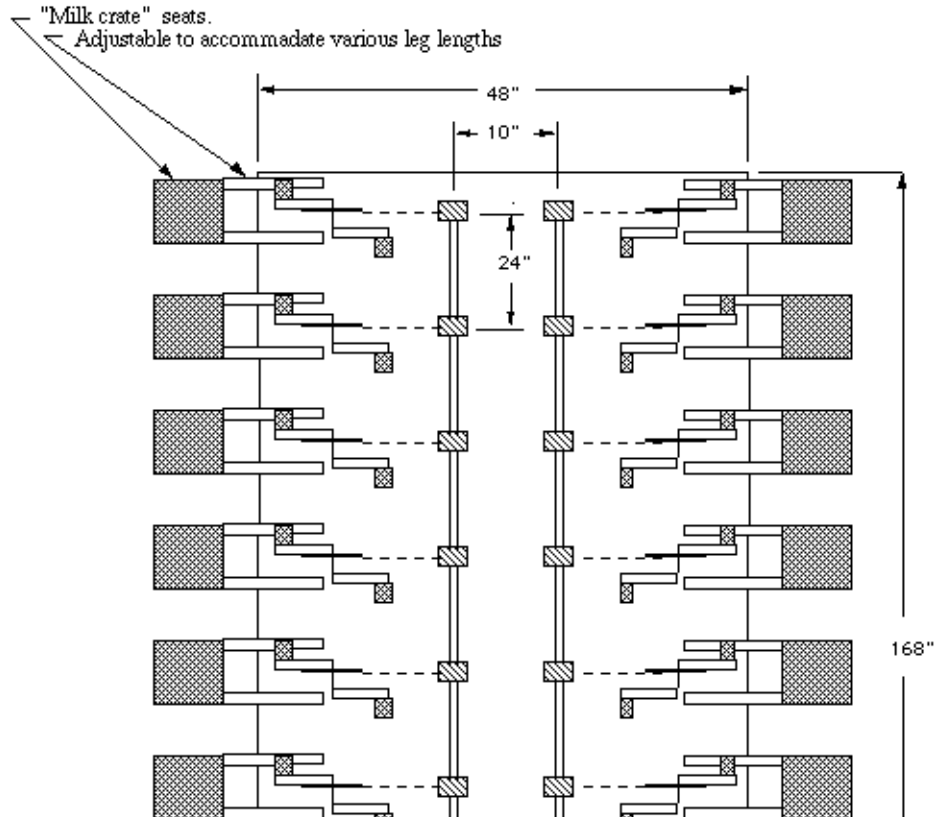 "Milk crate" seats.
Adjustable to accommadate various leg lengths
48"
10"
24"
168"